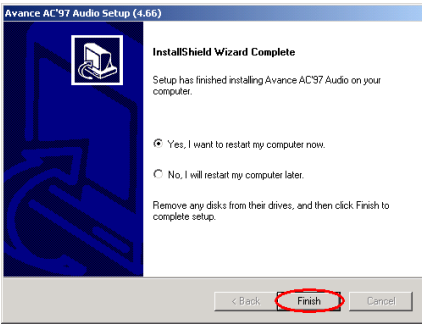 Avance AC'97 Audio Setup (4.66)
InstallShield Wizard Complete
Setup has finished installing Avance AC'97 Audio on your
computer.
Yes, I want to restart my computer now.
No, I will restart my computer later.
Remove any disks from their drives, and then click Finish to
complete setup.
< Back Finish Cancel